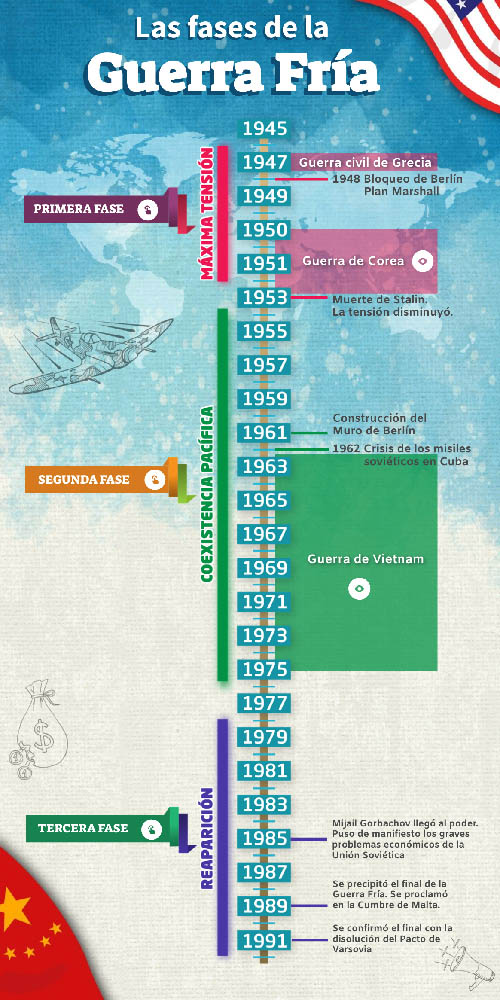 Las fases de la
Guerra Fría
1945
1947
Guerra civil de Grecia
1948 Bloqueo de Berlín
Plan Marshall
1949
MÁXIMA TENSIÓN
PRIMERA FASE
1950
1951
Guerra de Corea
1953
Muerte de Stalin.
La tensión disminuyó.
1955
1957
1959
Construcción del
Muro de Berlín
1961
1962 Crisis de los misiles
soviéticos en Cuba
1963
COEXISTENCIA PACÍFICA
SEGUNDA FASE
1965
1967
Guerra de Vietnam
1969
1971
1973
1975
1977
1979
1981
1983
REAPARICIÓN
TERCERA FASE
Mijaíl Gorbachov llegó al poder.
Puso de manifiesto los graves
problemas económicos de la
Unión Soviética
1985
1987
Se precipitó el final de la
Guerra Fría. Se proclamó
en la Cumbre de Malta.
1989
Se confirmó el final con la
disolución del Pacto de
Varsovia
1991
$